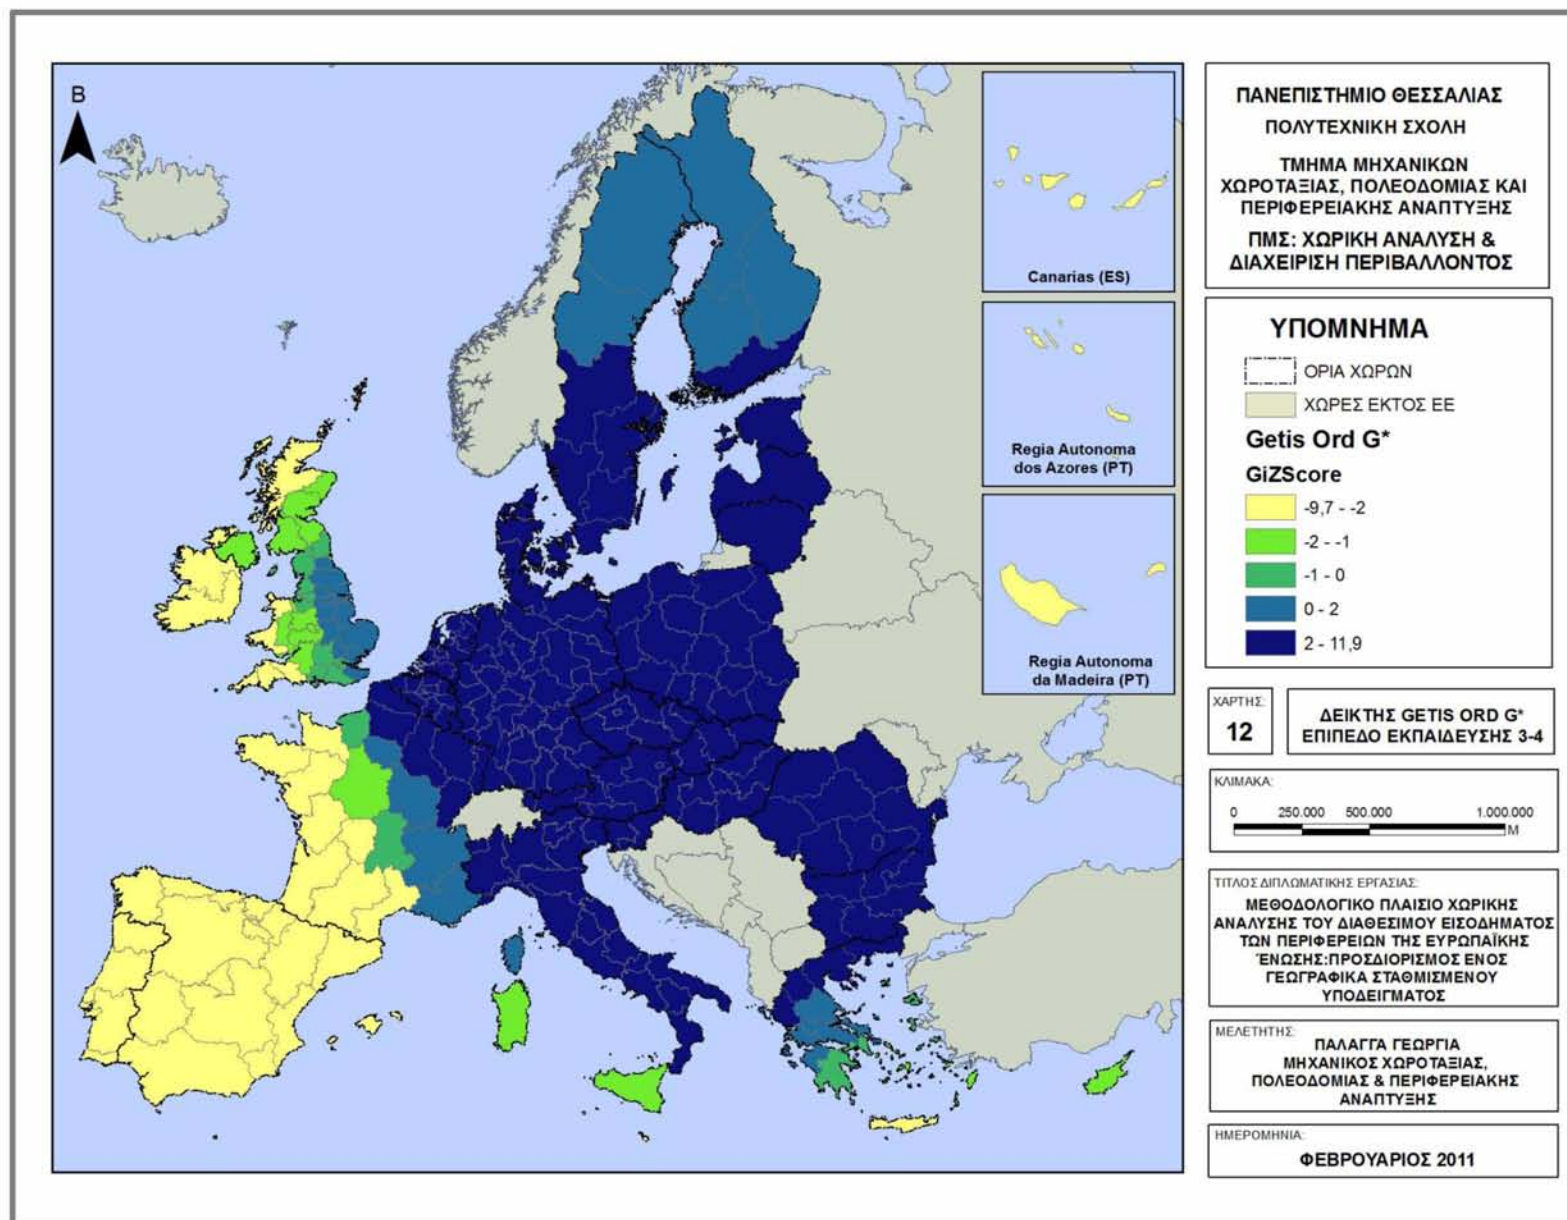 Β
Canarias (ES)
Regia Autonoma
dos Azores (PT)
Regia Autonoma
da Madeira (PT)
ΠΑΝΕΠΙΣΤΗΜΙΟ ΘΕΣΣΑΛΙΑΣ
ΠΟΛΥΤΕΧΝΙΚΗ ΣΧΟΛΗ
ΤΜΗΜΑ ΜΗΧΑΝΙΚΩΝ
ΧΩΡΟΤΑΞΙΑΣ, ΠΟΛΕΟΔΟΜΙΑΣ ΚΑΙ
ΠΕΡΙΦΕΡΕΙΑΚΗΣ ΑΝΑΠΤΥΞΗΣ
ΠΜΣ: ΧΩΡΙΚΗ ΑΝΑΛΥΣΗ &
ΔΙΑΧΕΙΡΙΣΗ ΠΕΡΙΒΑΛΛΟΝΤΟΣ
ΥΠΟΜΝΗΜΑ
ΟΡΙΑ ΧΩΡΩΝ
ΧΩΡΕΣ ΕΚΤΟΣ ΕΕ
Getis Ord G*
GiZScore
-9,7 - -2
-2 - -1
-1 - 0
0 - 2
2 - 11,9
ΧΑΡΤΗΣ:
12
ΔΕΙΚΤΗΣ GETIS ORD G*
ΕΠΙΠΕΔΟ ΕΚΠΑΙΔΕΥΣΗΣ 3-4
ΚΛΙΜΑΚΑ:
0 250.000 500.000 1.000.000
M
ΤΙΤΛΟΣ ΔΙΠΛΩΜΑΤΙΚΗΣ ΕΡΓΑΣΙΑΣ:
ΜΕΘΟΔΟΛΟΓΙΚΟ ΠΛΑΙΣΙΟ ΧΩΡΙΚΗΣ
ΑΝΑΛΥΣΗΣ ΤΟΥ ΔΙΑΘΕΣΙΜΟΥ ΕΙΣΟΔΗΜΑΤΟΣ
ΤΩΝ ΠΕΡΙΦΕΡΕΙΩΝ ΤΗΣ ΕΥΡΩΠΑΪΚΗΣ
ΈΝΩΣΗΣ:ΠΡΟΣΔΙΟΡΙΣΜΟΣ ΕΝΟΣ
ΓΕΩΓΡΑΦΙΚΑ ΣΤΑΘΜΙΣΜΕΝΟΥ
ΥΠΟΔΕΙΓΜΑΤΟΣ
ΜΕΛΕΤΗΤΗΣ:
ΠΑΛΑΓΓΑ ΓΕΩΡΓΙΑ
ΜΗΧΑΝΙΚΟΣ ΧΩΡΟΤΑΞΙΑΣ,
ΠΟΛΕΟΔΟΜΙΑΣ & ΠΕΡΙΦΕΡΕΙΑΚΗΣ
ΑΝΑΠΤΥΞΗΣ
ΗΜΕΡΟΜΗΝΙΑ:
ΦΕΒΡΟΥΑΡΙΟΣ 2011